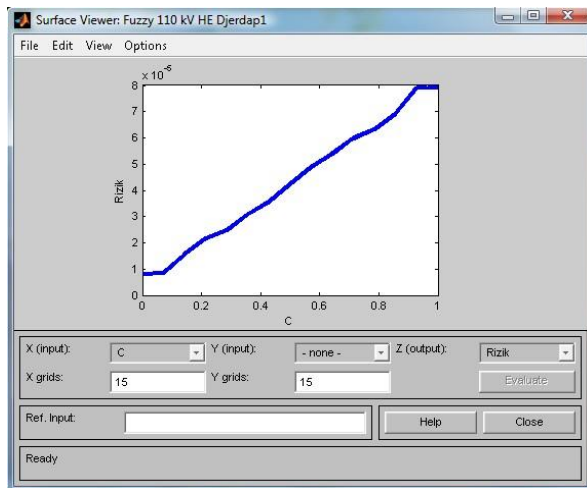 Surface Viewer: Fuzzy 110 kV HE Djerdap1
File Edit View Options
x 10^-5
8
7
6
5
4
3
2
1
0
Rizik
0 0.2 0.4 0.6 0.8 1
C
X (input): C Y (input): - none - Z (output): Rizik
X grids: 15 Y grids: 15 Evaluate
Ref. Input: Help Close
Ready